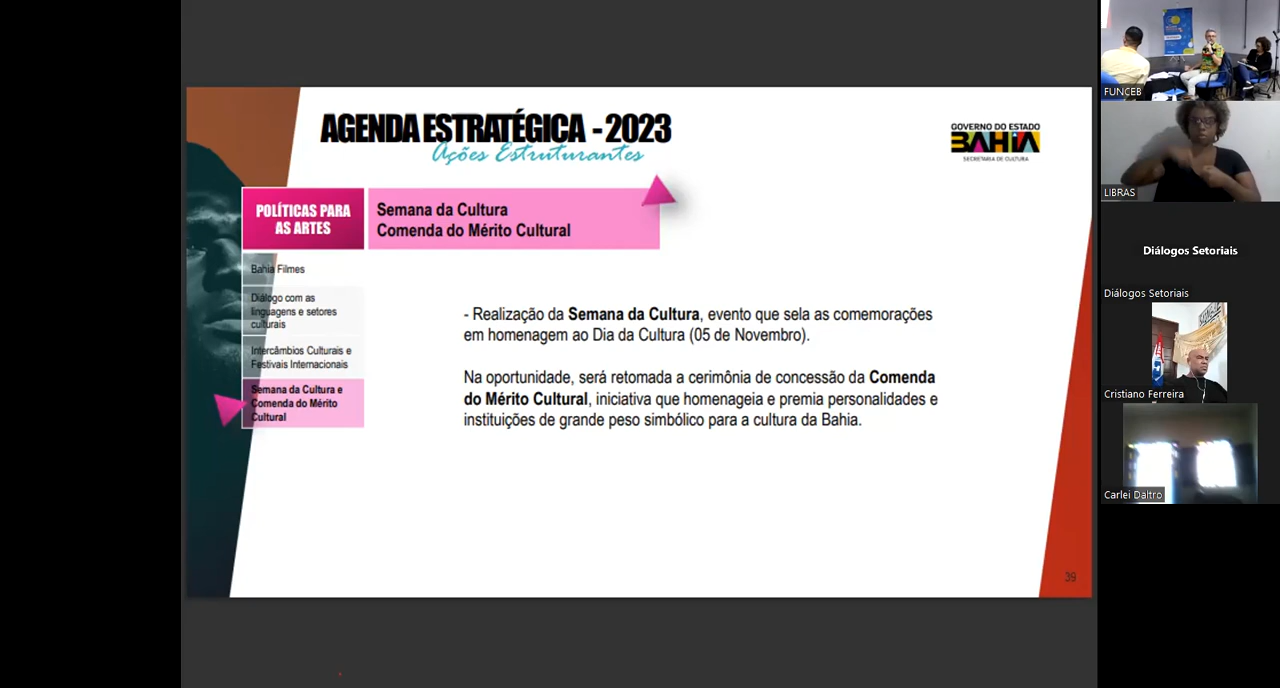 AGENDA ESTRATÉGICA - 2023
Ações Estruturantes
GOVERNO DO ESTADO
BAHIA
SECRETARIA DE CULTURA
POLÍTICAS PARA
AS ARTES
Semana da Cultura
Comenda do Mérito Cultural
Bahia Filmes
Diálogo com as
linguagens e setores
culturais
Intercâmbios Culturais e
Festivais Internacionais
Semana da Cultura e
Comenda do Mérito
Cultural
- Realização da Semana da Cultura, evento que sela as comemorações
em homenagem ao Dia da Cultura (05 de Novembro).
Na oportunidade, será retomada a cerimônia de concessão da Comenda
do Mérito Cultural, iniciativa que homenageia e premia personalidades e
instituições de grande peso simbólico para a cultura da Bahia.
39
FUNCEB
LIBRAS
Diálogos Setoriais
Diálogos Setoriais
Cristiano Ferreira
Carlei Daltro